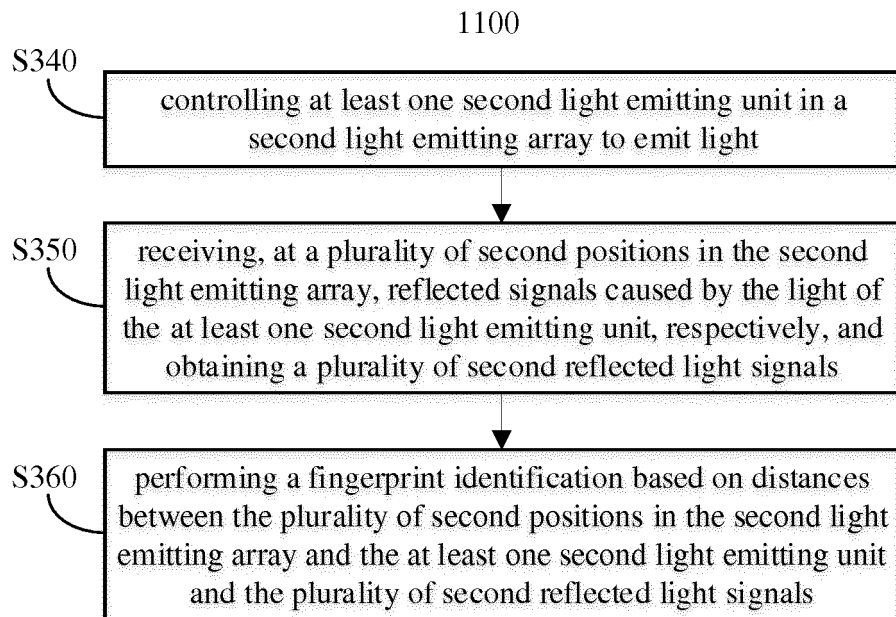 1100
S340
controlling at least one second light emitting unit in a
second light emitting array to emit light
S350
receiving, at a plurality of second positions in the second
light emitting array, reflected signals caused by the light of
the at least one second light emitting unit, respectively, and
obtaining a plurality of second reflected light signals
S360
performing a fingerprint identification based on distances
between the plurality of second positions in the second light
emitting array and the at least one second light emitting unit
and the plurality of second reflected light signals